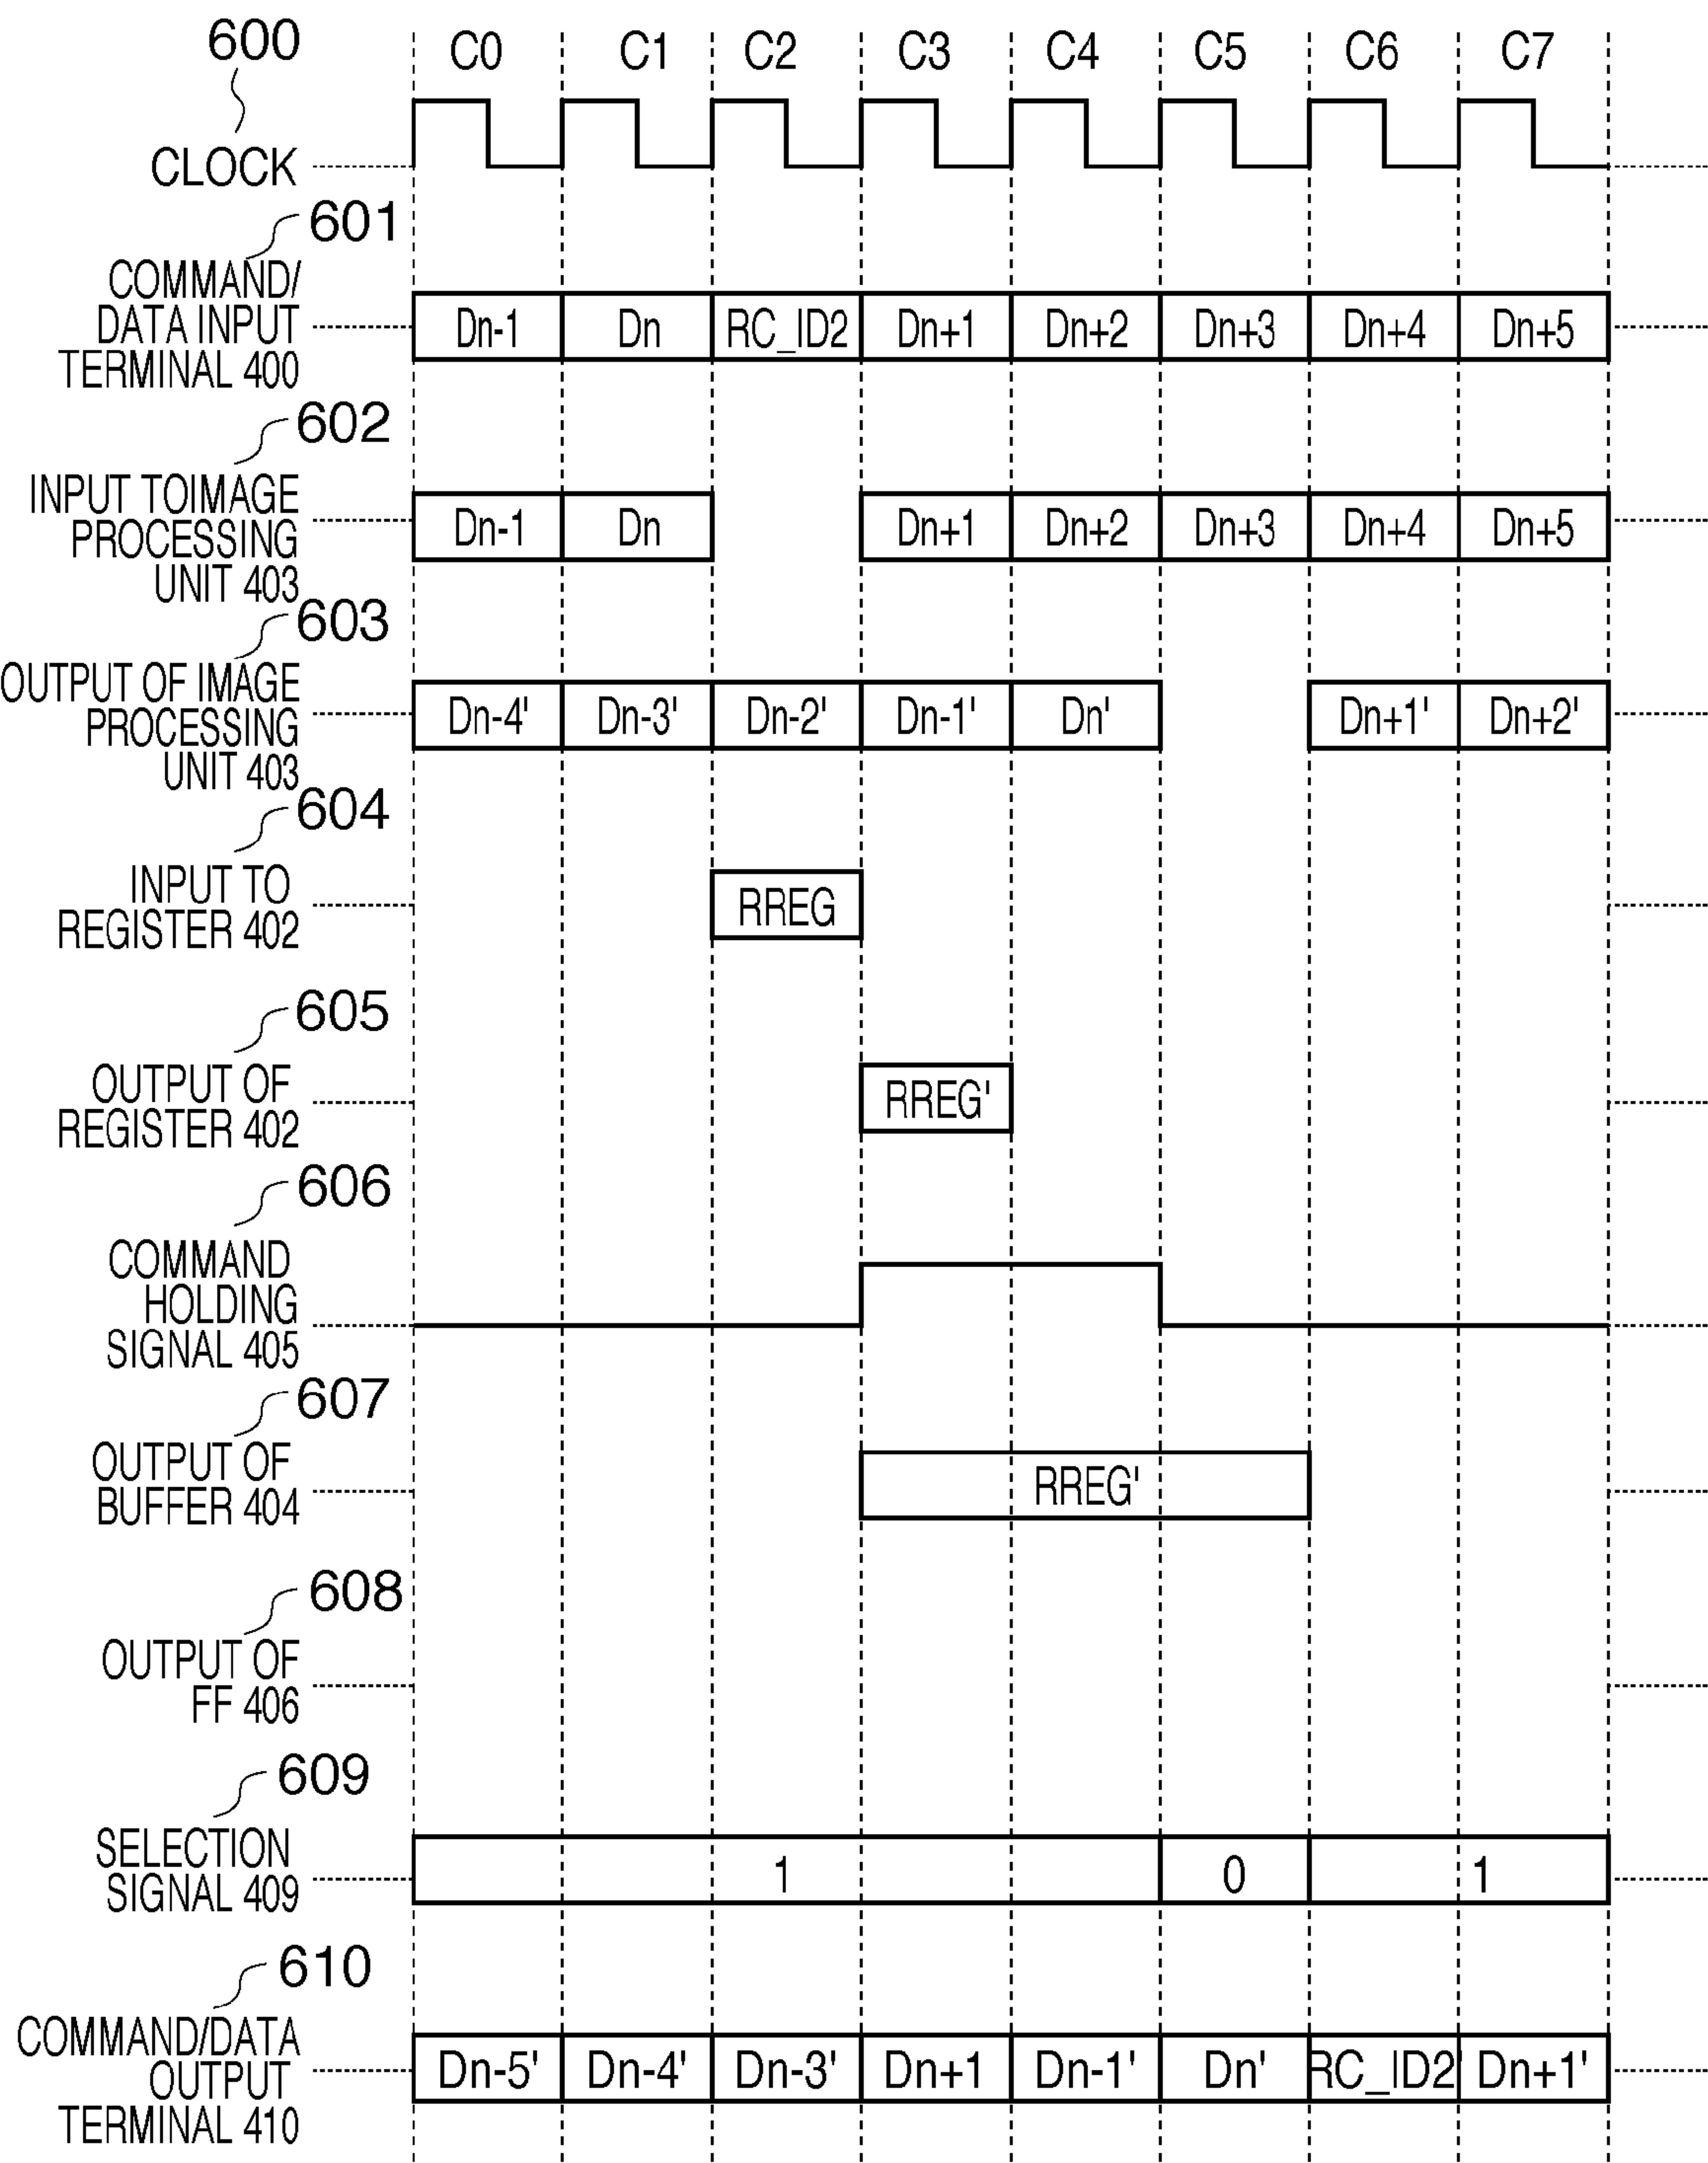 600
C0 C1 C2 C3 C4 C5 C6 C7
CLOCK
601
COMMAND/
DATA INPUT
TERMINAL 400
Dn-1 Dn RC_ID2 Dn+1 Dn+2 Dn+3 Dn+4 Dn+5
602
INPUT TOIMAGE
PROCESSING
UNIT 403
Dn-1 Dn Dn+1 Dn+2 Dn+3 Dn+4 Dn+5
603
OUTPUT OF IMAGE
PROCESSING
UNIT 403
Dn-4' Dn-3' Dn-2' Dn-1' Dn' Dn+1' Dn+2'
604
INPUT TO
REGISTER 402
RREG
605
OUTPUT OF
REGISTER 402
RREG'
606
COMMAND
HOLDING
SIGNAL 405
607
OUTPUT OF
BUFFER 404
RREG'
608
OUTPUT OF
FF 406
609
SELECTION
SIGNAL 409
1 0 1
610
COMMAND/DATA
OUTPUT
TERMINAL 410
Dn-5' Dn-4' Dn-3' Dn+1 Dn-1' Dn' RC_ID2' Dn+1'